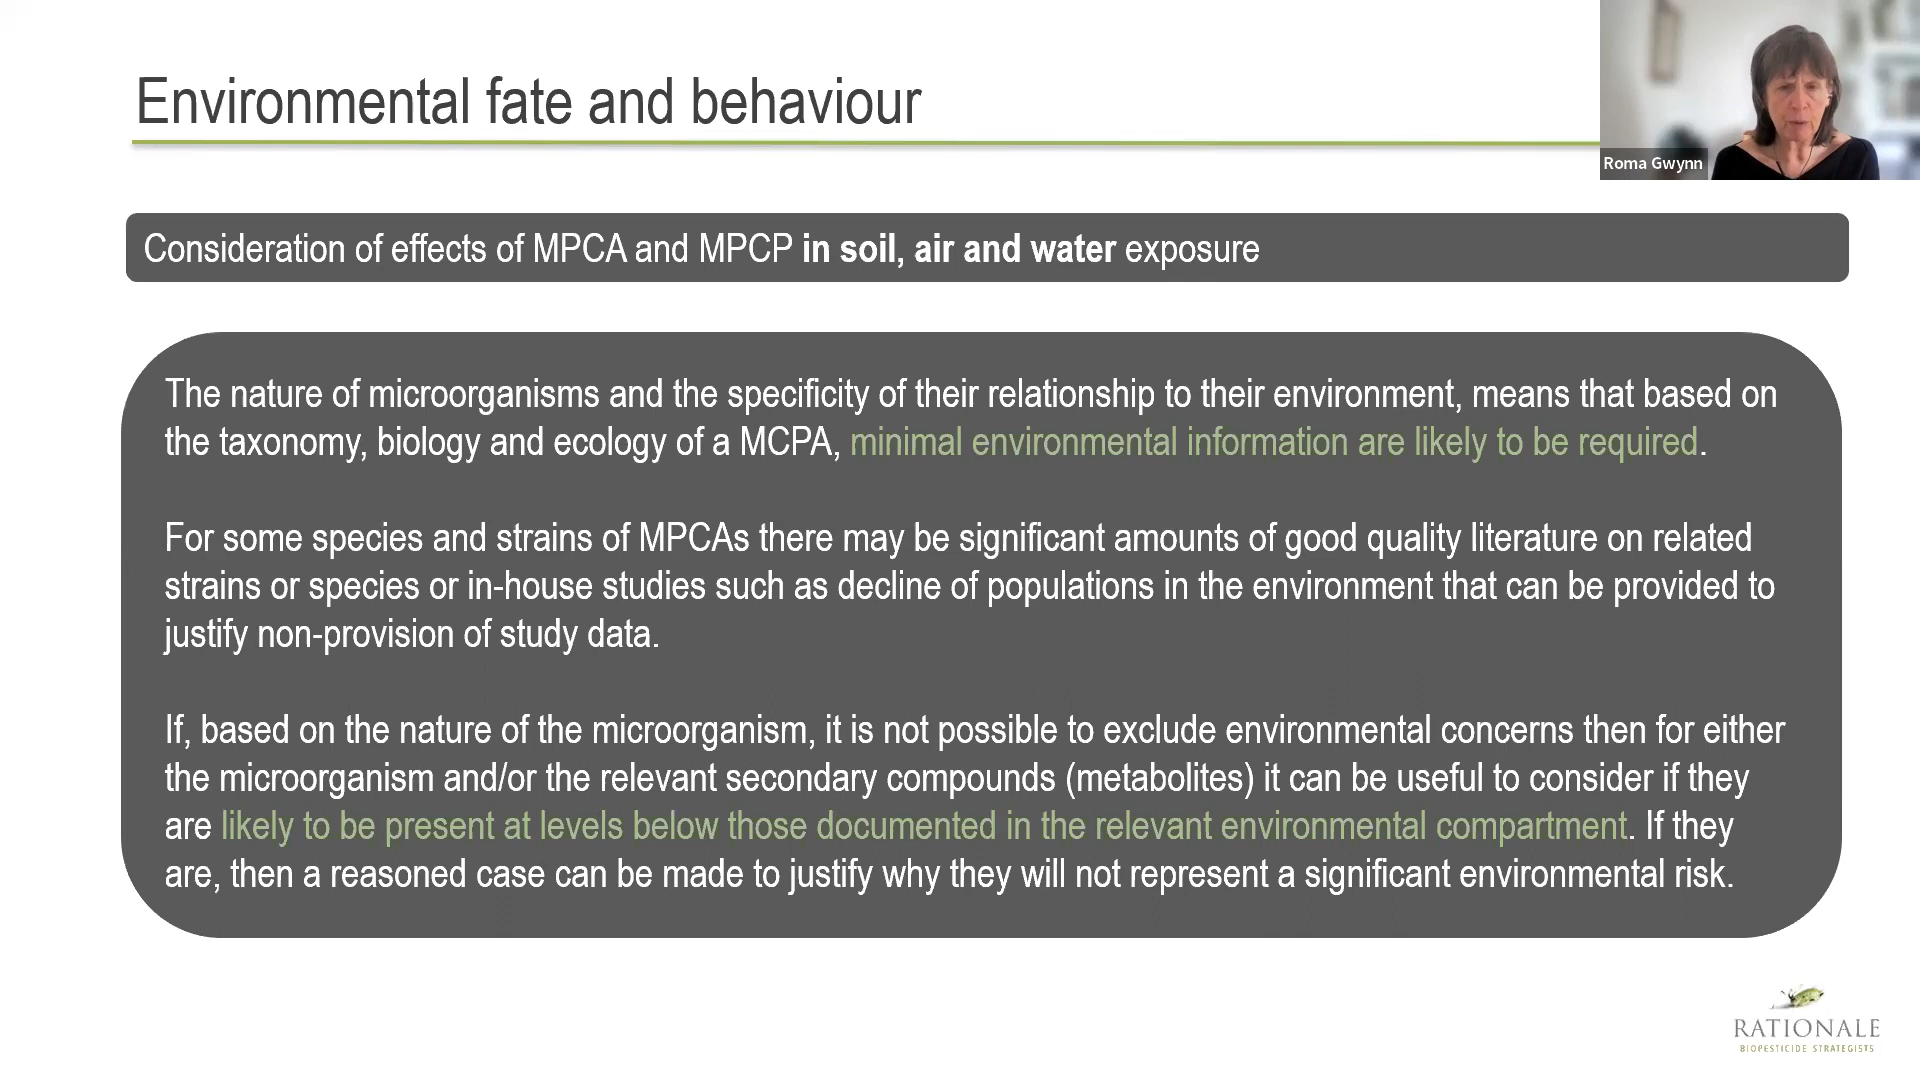 Environmental fate and behaviour
Roma Gwynn
Consideration of effects of MPCA and MPCP in soil, air and water exposure
The nature of microorganisms and the specificity of their relationship to their environment, means that based on
the taxonomy, biology and ecology of a MCPA, minimal environmental information are likely to be required.
For some species and strains of MPCAs there may be significant amounts of good quality literature on related
strains or species or in-house studies such as decline of populations in the environment that can be provided to
justify non-provision of study data.
If, based on the nature of the microorganism, it is not possible to exclude environmental concerns then for either
the microorganism and/or the relevant secondary compounds (metabolites) it can be useful to consider if they
are likely to be present at levels below those documented in the relevant environmental compartment. If they
are, then a reasoned case can be made to justify why they will not represent a significant environmental risk.
RATIONALE
BIOPESTICIDE STRATEGISTS